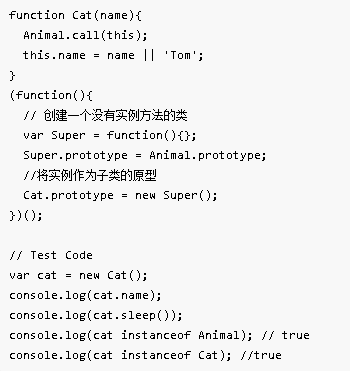 function Cat(name){
  Animal.call(this);
  this.name = name || 'Tom';
}
(function(){
  // 创建一个没有实例方法的类
  var Super = function(){};
  Super.prototype = Animal.prototype;
  //将实例作为子类的原型
  Cat.prototype = new Super();
})();

// Test Code
var cat = new Cat();
console.log(cat.name);
console.log(cat.sleep());
console.log(cat instanceof Animal); // true
console.log(cat instanceof Cat); //true